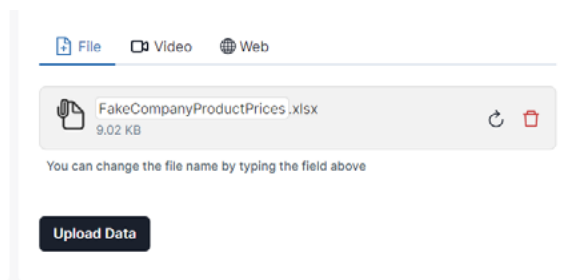 File Video Web
FakeCompanyProductPrices.xlsx
9.02 KB
You can change the file name by typing the field above
Upload Data